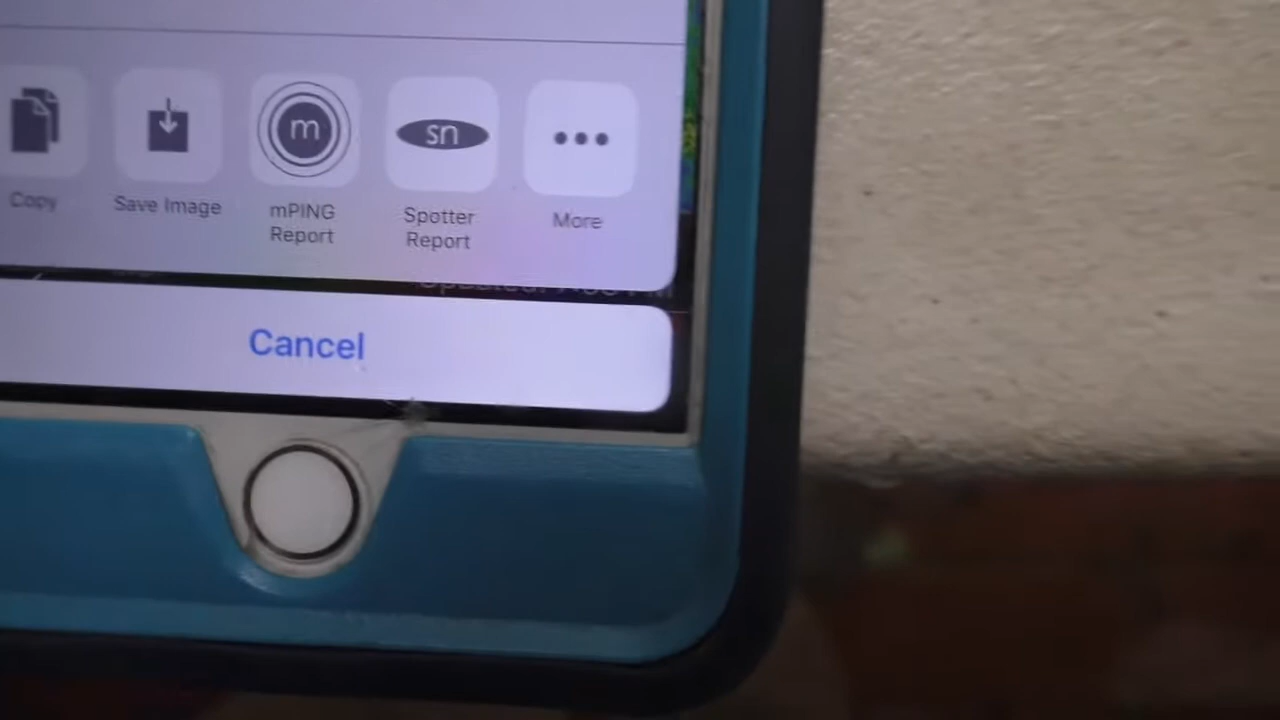 m
sn
Copy
Save Image
mPING
Report
Spotter
Report
More
Cancel